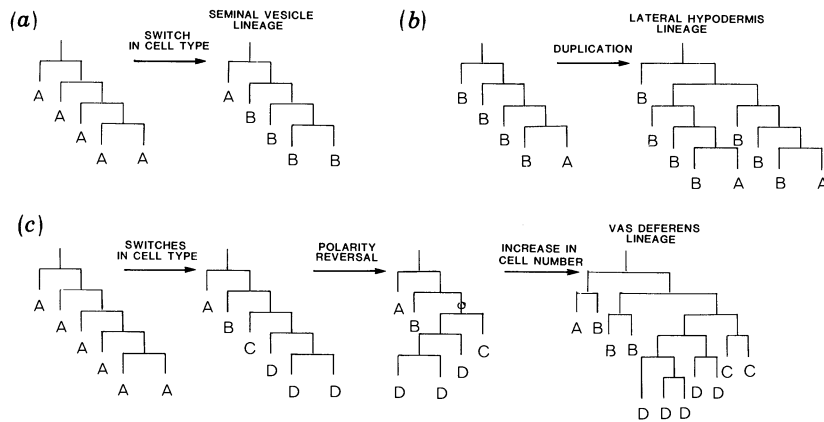 (a)
SWITCH
IN CELL TYPE
SEMINAL VESICLE
LINEAGE
A
A
A
A A
A
B
B
B B
(b)
DUPLICATION
LATERAL HYPODERMIS
LINEAGE
B
B
B
B A
B B
B B
B A B A
(c)
SWITCHES
IN CELL TYPE
POLARITY
REVERSAL
INCREASE IN
CELL NUMBER
VAS DEFERENS
LINEAGE
A
A
A
A
A A
A
B
C
D
D D
A
B
D C
D D
A B
B B
C C
D D
D D D